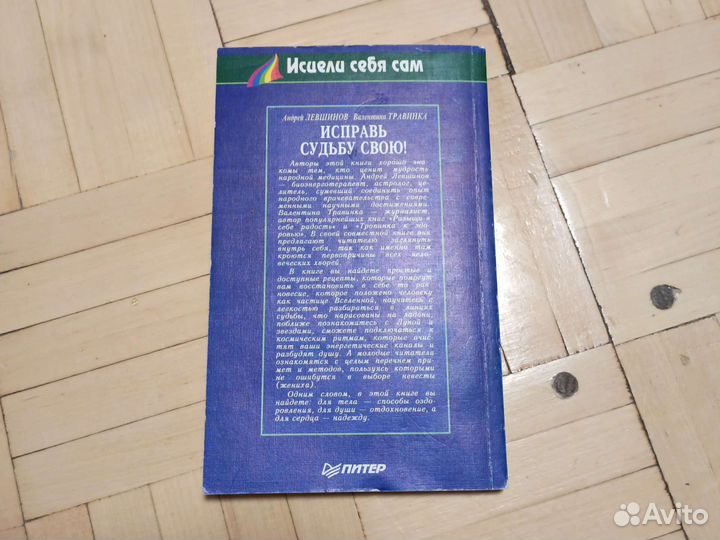 Исцели себя сам
Андрей ЛЕВШИНОВ Валентина ТРАВИНКА
ИСПРАВЬ
СУДЬБУ СВОЮ!
Авторы этой книги хорошо зна-
комы тем, кто ценит мудрость
народной медицины. Андрей Левшинов
— биоэнерготерапевт, астролог, це-
литель, сумевший соединить опыт
народного врачевательства с совре-
менными научными достижениями.
Валентина Травинка — журналист,
автор популярнейших книг «Разыщи в
себе радость» и «Тропинка к здо-
ровью». В своей совместной книге они
предлагают читателю заглянуть
внутрь себя, так как именно там
кроются первопричины всех чело-
веческих хворей.
В книге вы найдете простые и
доступные рецепты, которые помогут
вам восстановить в себе то рав-
новесие, которое положено человеку
как частице Вселенной, научитесь с
легкостью разбираться в линиях
судьбы, что нарисованы на ладони;
поближе познакомитесь с Луной и
звездами, сможете подключаться к
космическим ритмам, которые очис-
тят ваши энергетические каналы и
разбудят душу. А молодые читатели
ознакомятся с целым перечнем при-
мет и методов, пользуясь которыми
не ошибутся в выборе невесты
(жениха).
Одним словом, в этой книге вы
найдете: для тела — способы оздо-
ровления, для души — отдохновение, а
для сердца — надежду.
ПИТЕР
Avito